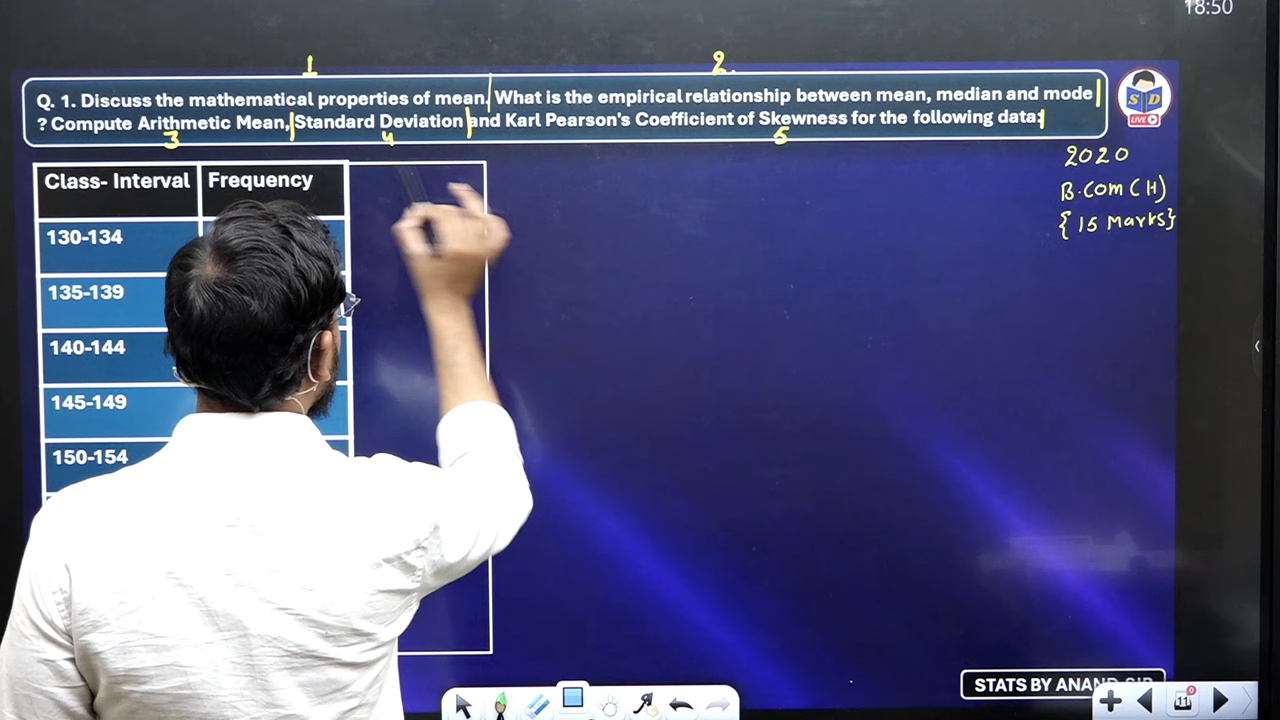 18:50
1 2.
Q. 1. Discuss the mathematical properties of mean. What is the empirical relationship between mean, median and mode
? Compute Arithmetic Mean, Standard Deviation and Karl Pearson's Coefficient of Skewness for the following data:
3 4 5
S D
LIVE
2020
B.COM (H)
{15 Marks}
Class- Interval Frequency
130-134
135-139
140-144
145-149
150-154
STATS BY ANAND SIR
11